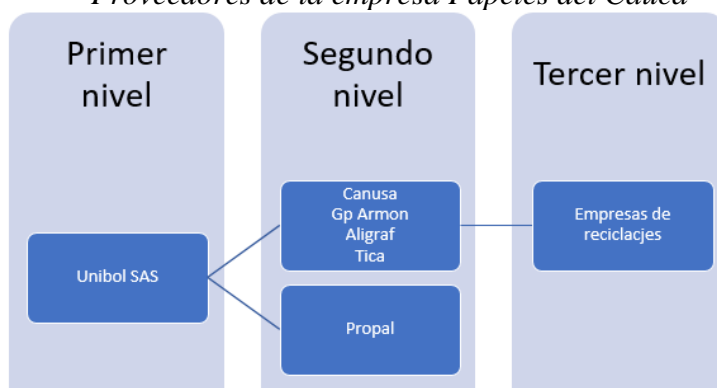 Proveedores de la empresa Papeles del Cauca
Primer
nivel
Segundo
nivel
Tercer nivel
Unibol SAS
Canusa
Gp Armon
Aligraf
Tica
Propal
Empresas de
reciclacjes